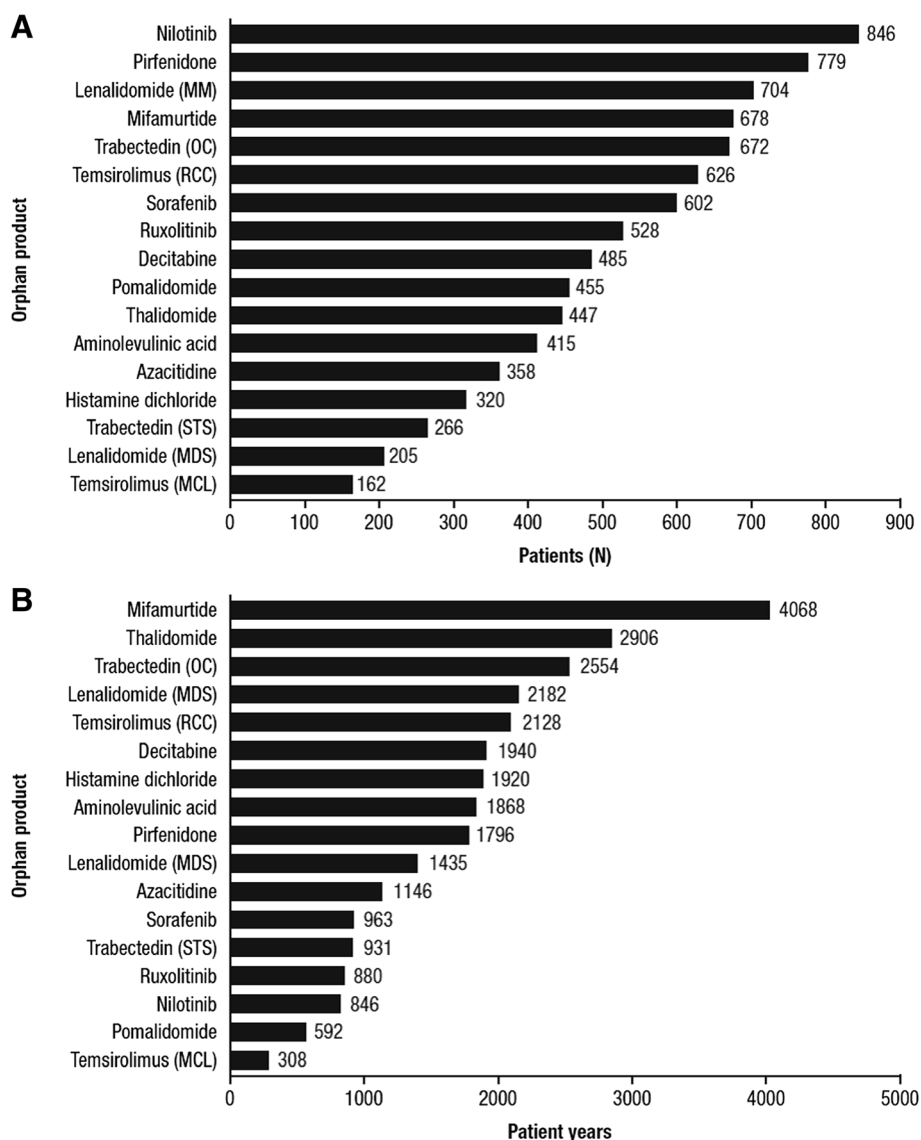 A
Orphan product
Nilotinib 846
Pirfenidone 779
Lenalidomide (MM) 704
Mifamurtide 678
Trabectedin (OC) 672
Temsirolimus (RCC) 626
Sorafenib 602
Ruxolitinib 528
Decitabine 485
Pomalidomide 455
Thalidomide 447
Aminolevulinic acid 415
Azacitidine 358
Histamine dichloride 320
Trabectedin (STS) 266
Lenalidomide (MDS) 205
Temsirolimus (MCL) 162
0 100 200 300 400 500 600 700 800 900
Patients (N)
B
Orphan product
Mifamurtide 4068
Thalidomide 2906
Trabectedin (OC) 2554
Lenalidomide (MDS) 2182
Temsirolimus (RCC) 2128
Decitabine 1940
Histamine dichloride 1920
Aminolevulinic acid 1868
Pirfenidone 1796
Lenalidomide (MDS) 1435
Azacitidine 1146
Sorafenib 963
Trabectedin (STS) 931
Ruxolitinib 880
Nilotinib 846
Pomalidomide 592
Temsirolimus (MCL) 308
0 1000 2000 3000 4000 5000
Patient years